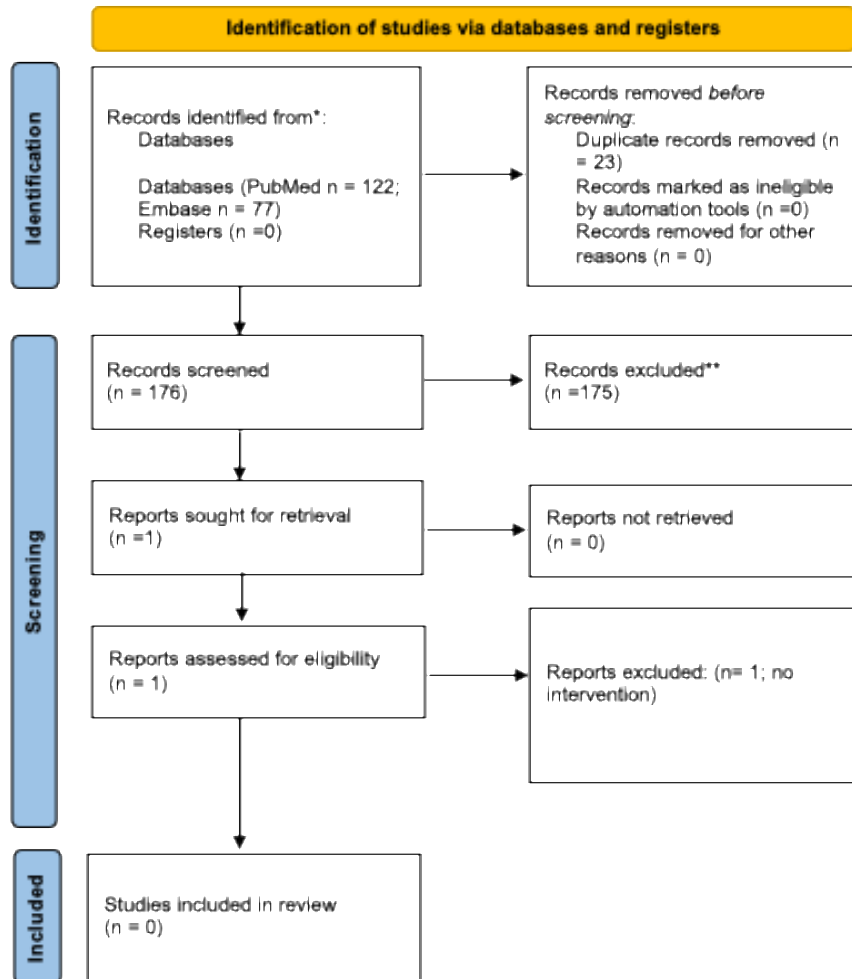 Identification of studies via databases and registers
Identification
Records identified from*:
Databases
Databases (PubMed n = 122;
Embase n = 77)
Registers (n =0)
Records removed before
screening:
Duplicate records removed (n
= 23)
Records marked as ineligible
by automation tools (n =0)
Records removed for other
reasons (n = 0)
Screening
Records screened
(n = 176)
Records excluded**
(n =175)
Reports sought for retrieval
(n =1)
Reports not retrieved
(n = 0)
Reports assessed for eligibility
(n = 1)
Reports excluded: (n= 1; no
intervention)
Included
Studies included in review
(n = 0)